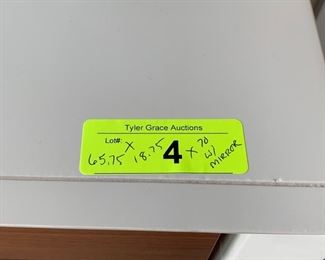 Tyler Grace Auctions
Lot#: X 4 70
65.75 18.75 X W/
MIRROR